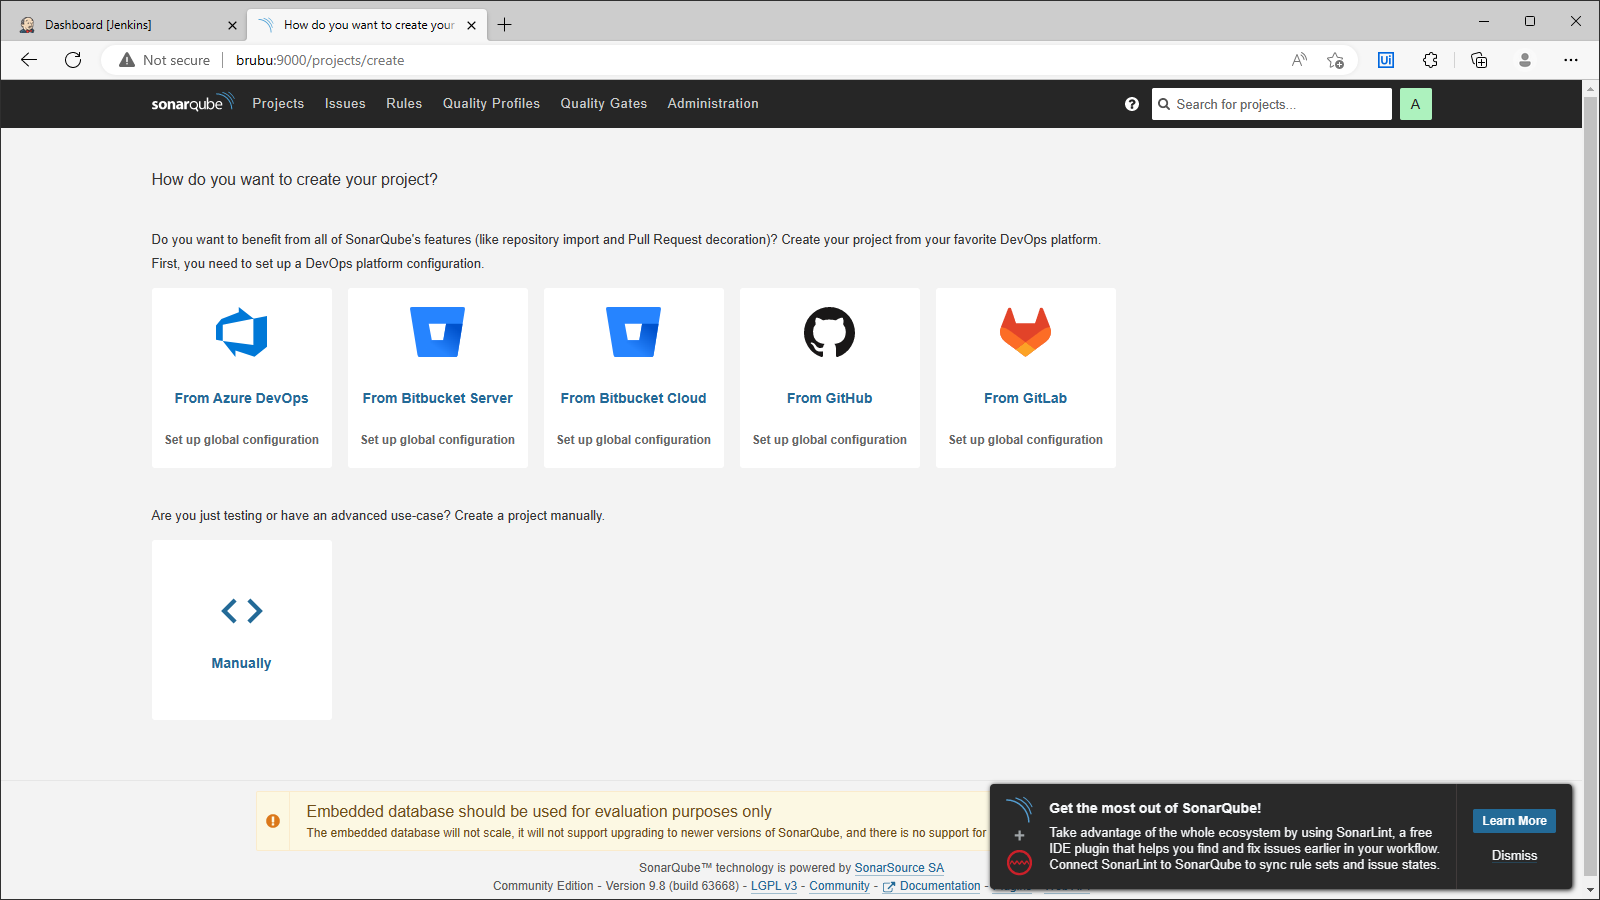 Dashboard [Jenkins]
How do you want to create your
Not secure
brubu:9000/projects/create
sonarqube
Projects
Issues
Rules
Quality Profiles
Quality Gates
Administration
?
Search for projects...
A
How do you want to create your project?
Do you want to benefit from all of SonarQube's features (like repository import and Pull Request decoration)? Create your project from your favorite DevOps platform.
First, you need to set up a DevOps platform configuration.
From Azure DevOps
Set up global configuration
From Bitbucket Server
Set up global configuration
From Bitbucket Cloud
Set up global configuration
From GitHub
Set up global configuration
From GitLab
Set up global configuration
Are you just testing or have an advanced use-case? Create a project manually.
Manually
Embedded database should be used for evaluation purposes only
The embedded database will not scale, it will not support upgrading to newer versions of SonarQube, and there is no support for
SonarQube™ technology is powered by SonarSource SA
Community Edition - Version 9.8 (build 63668) - LGPL v3 - Community - Documentation -
Get the most out of SonarQube!
Take advantage of the whole ecosystem by using SonarLint, a free
IDE plugin that helps you find and fix issues earlier in your workflow.
Connect SonarLint to SonarQube to sync rule sets and issue states.
Learn More
Dismiss